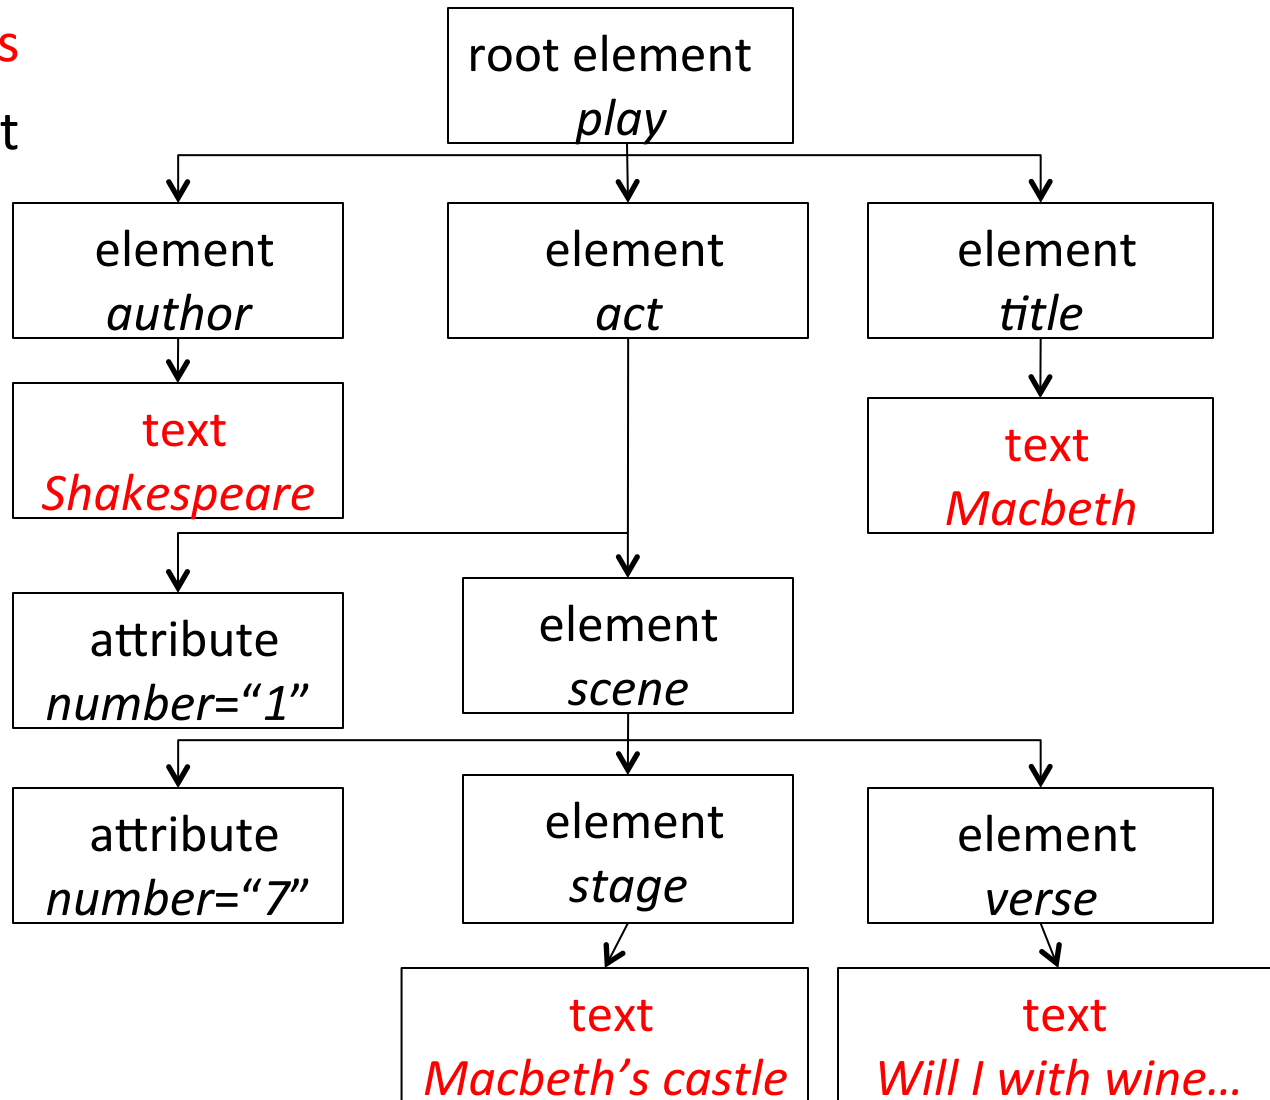 s
t
root element
play
element
author
element
act
element
title
text
Shakespeare
text
Macbeth
attribute
number=“1”
element
scene
attribute
number=“7”
element
stage
element
verse
text
Macbeth’s castle
text
Will I with wine…